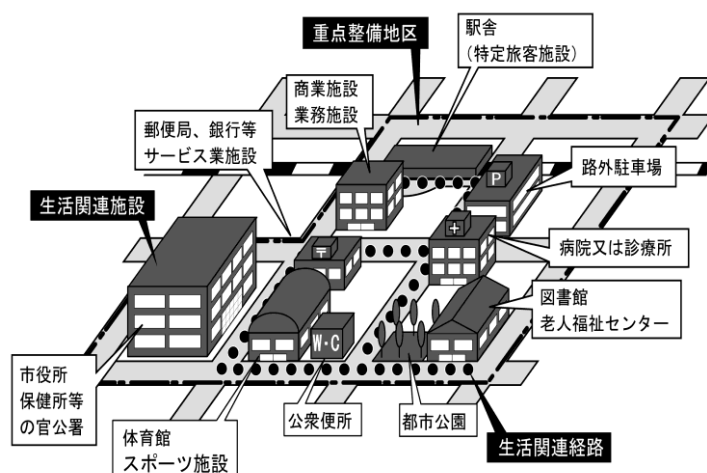 重点整備地区
駅舎
（特定旅客施設）
商業施設
業務施設
郵便局、銀行等
サービス業施設
路外駐車場
P
生活関連施設
〒
病院又は診療所
図書館
老人福祉センター
W・C
市役所
保健所等
の官公署
体育館
スポーツ施設
公衆便所
都市公園
生活関連経路